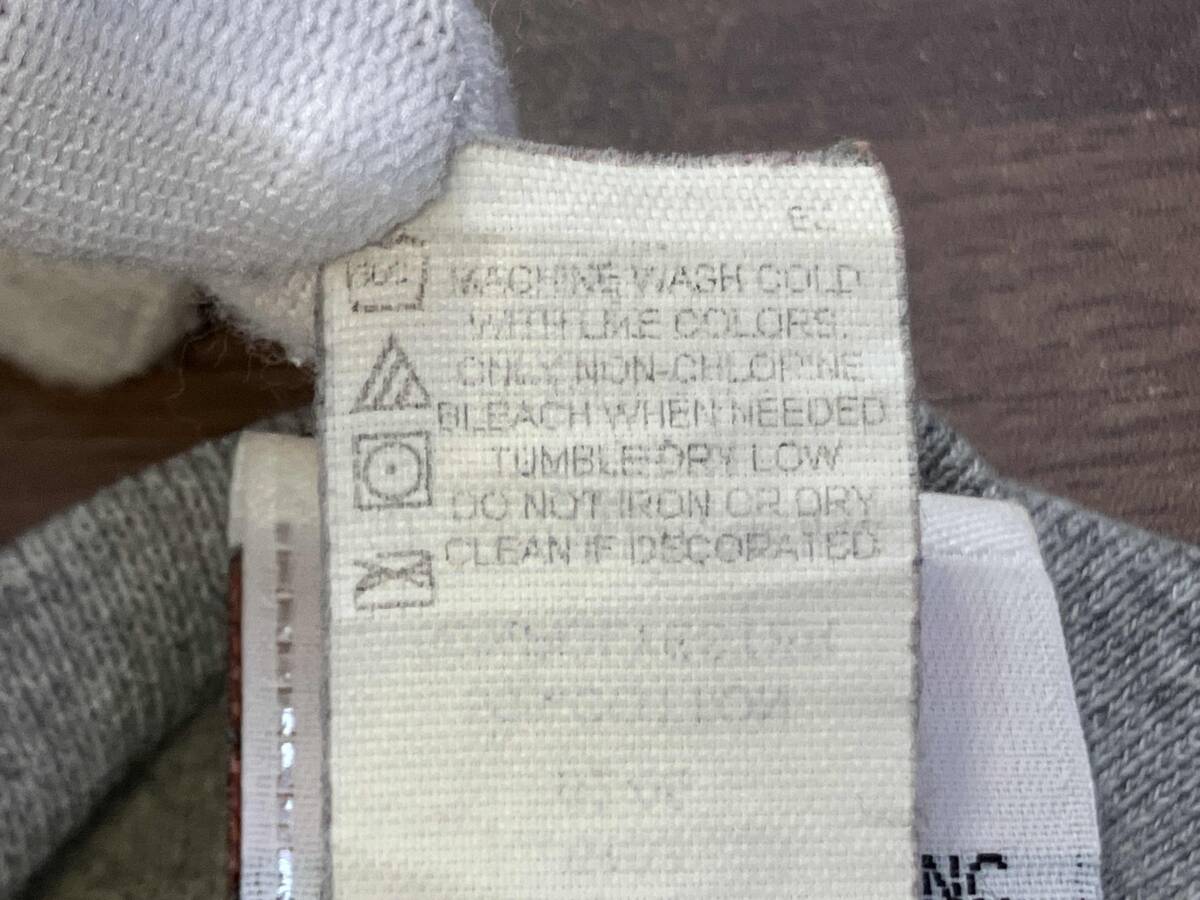 MACHINE WASH COLD
WITH LIKE COLORS.
ONLY NON-CHLORINE
BLEACH WHEN NEEDED
TUMBLE DRY LOW
DO NOT IRON OR DRY
CLEAN IF DECORATED
NC